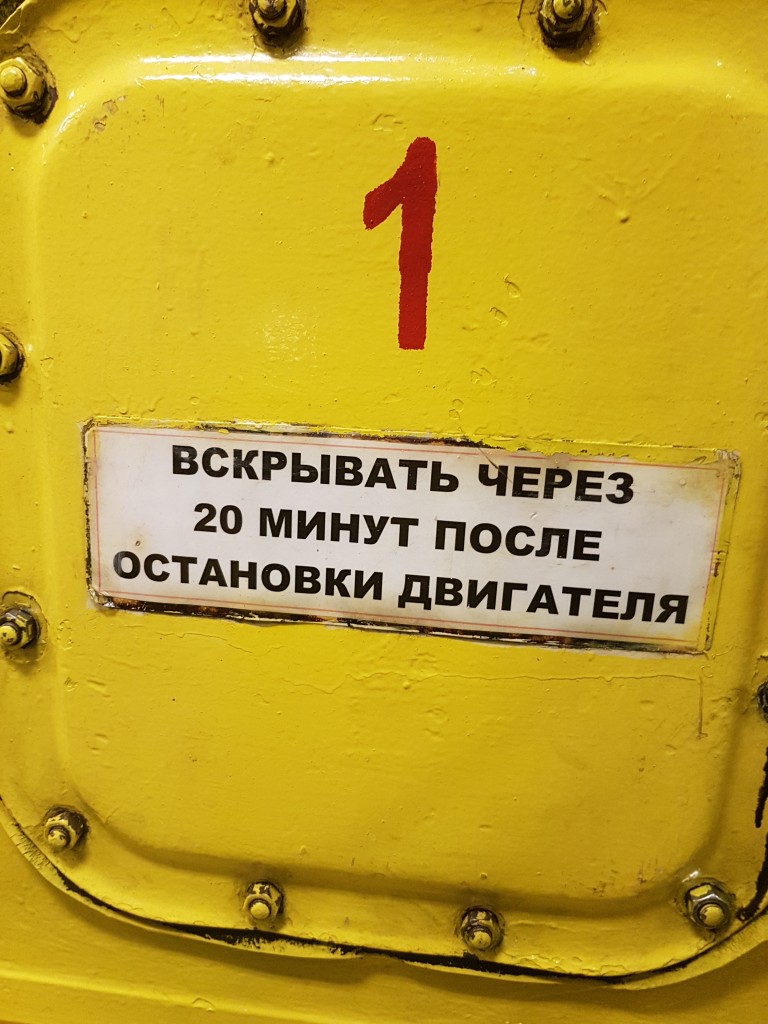 1
ВСКРЫВАТЬ ЧЕРЕЗ
20 МИНУТ ПОСЛЕ
ОСТАНОВКИ ДВИГАТЕЛЯ